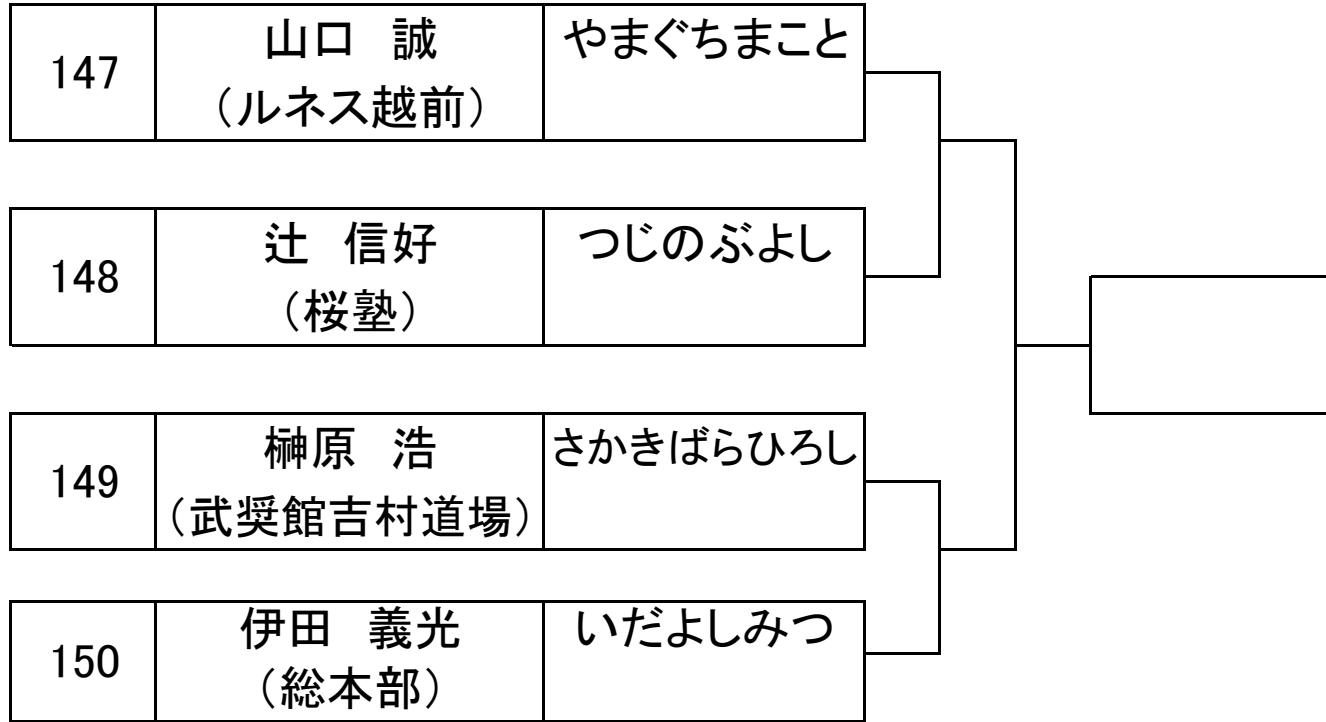 147
山口　誠
（ルネス越前）
やまぐちまこと
148
辻　信好
（桜塾）
つじのぶよし
149
榊原　浩
（武奨館吉村道場）
さかきばらひろし
150
伊田　義光
（総本部）
いだよしみつ